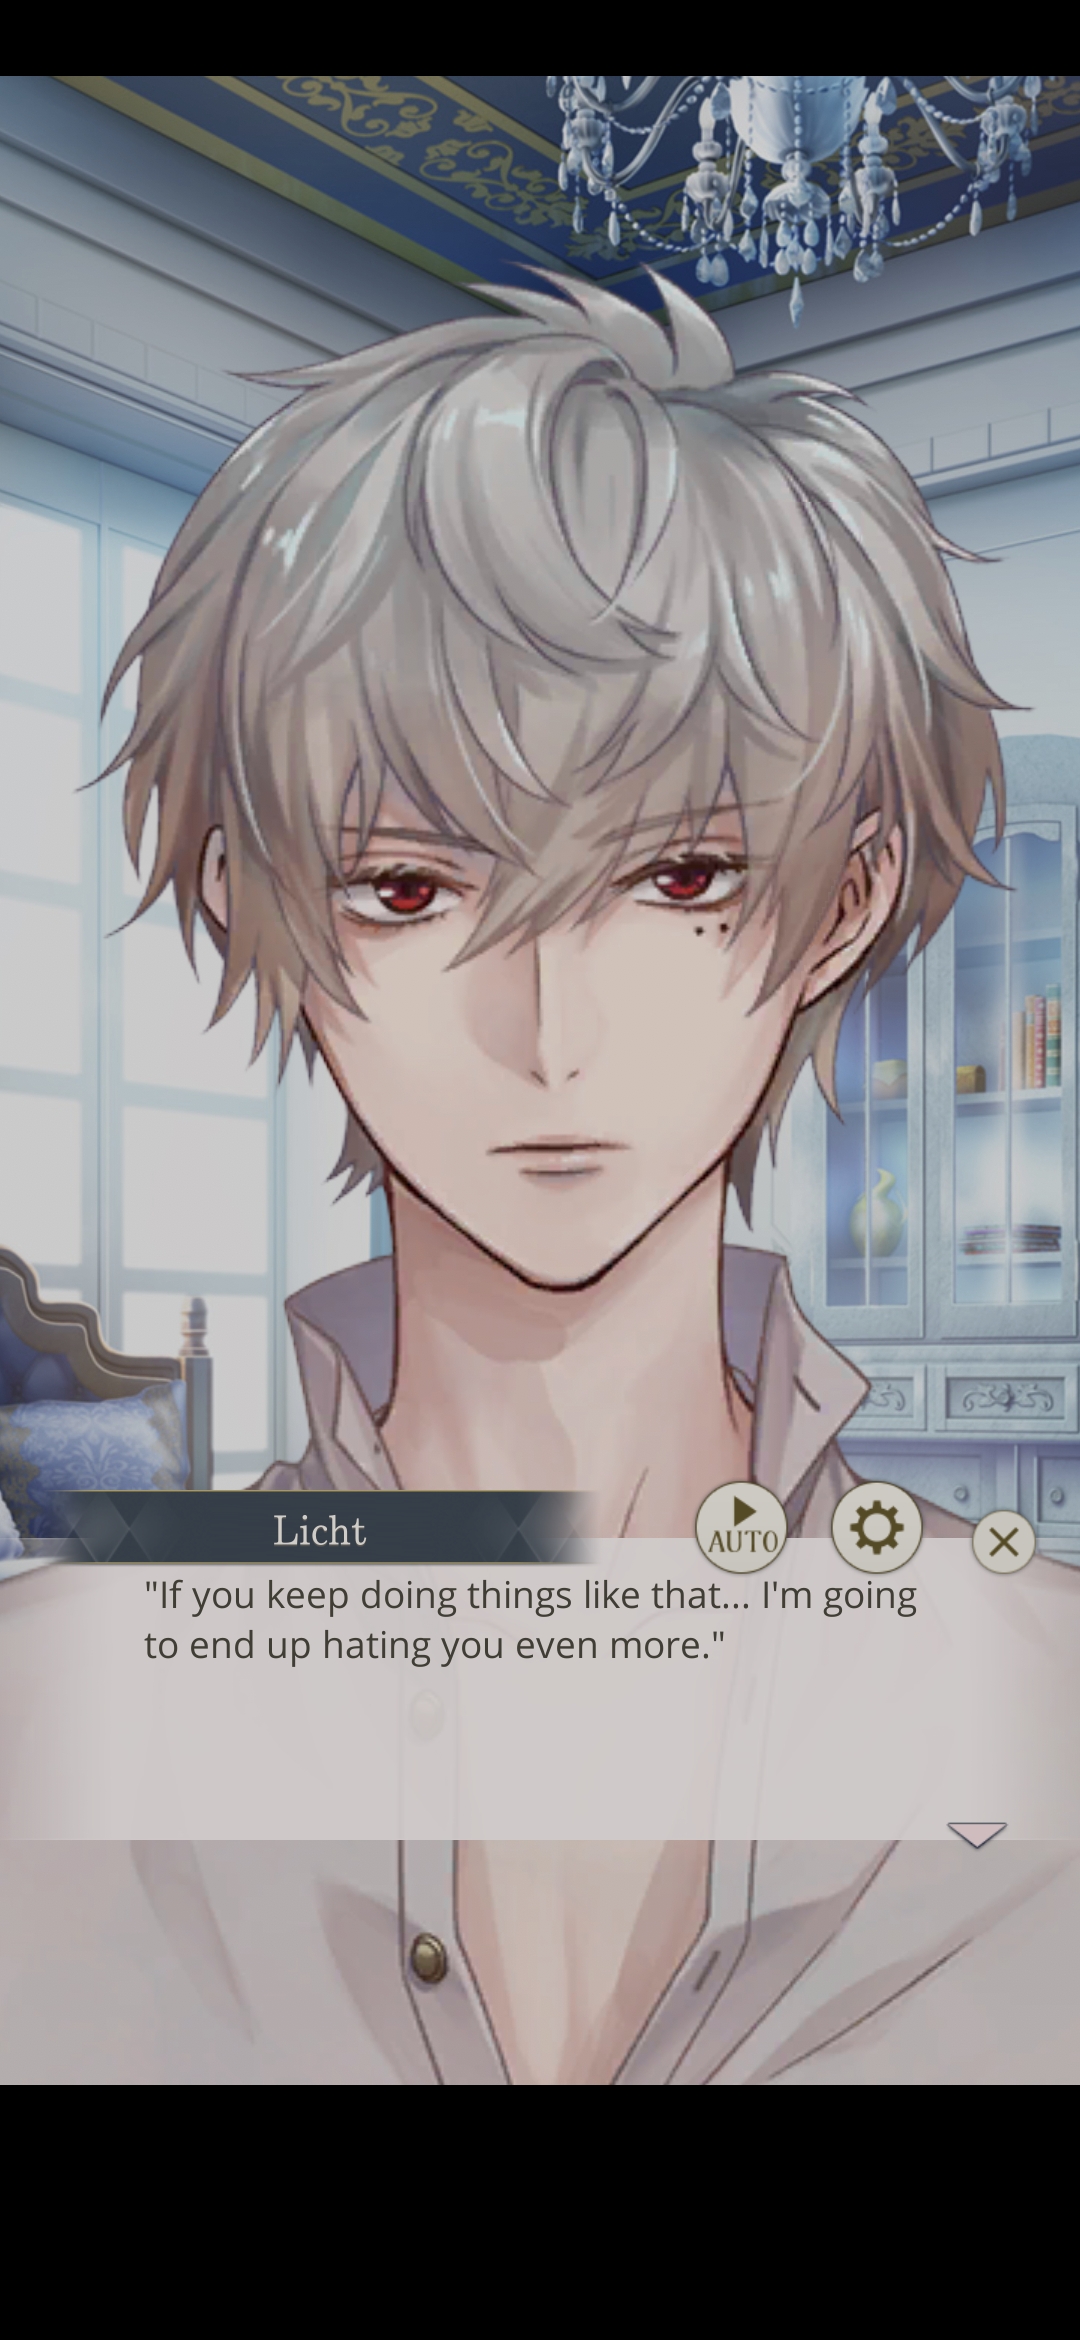 Licht
AUTO
"If you keep doing things like that... I'm going
to end up hating you even more."